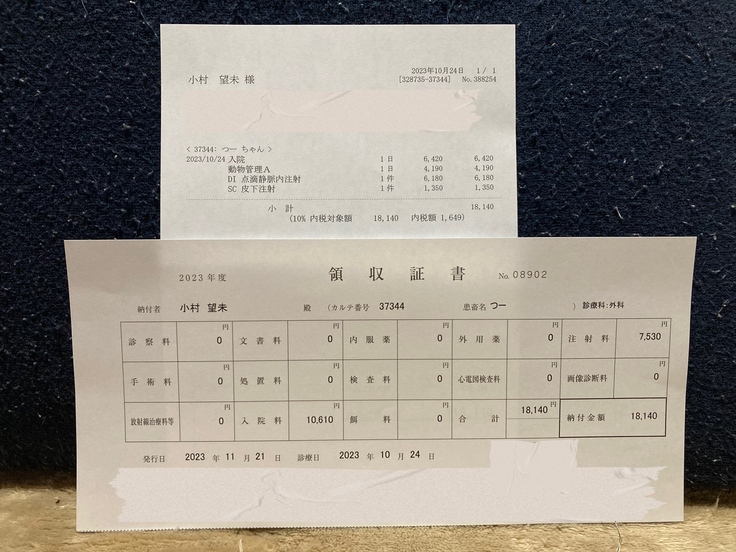 2023年10月24日 1/ 1
小村 望未 様 [328735-37344] No.388254
< 37344: つー ちゃん >
2023/10/24 入院 1 日 6,420 6,420
動物管理A 1 日 4,190 4,190
DI 点滴静脈内注射 1 件 6,180 6,180
SC 皮下注射 1 件 1,350 1,350
小 計 18,140
(10% 内税対象額 18,140 内税額 1,649)
2023 年度 領 収 証 書 No. 08902
納付者 小村 望未 殿 (カルテ番号 37344 患畜名 つー ) 診療科:外科
診 察 料 円 0 文 書 料 円 0 内 服 薬 円 0 外 用 薬 円 0 注 射 料 円 7,530
手 術 料 円 0 処 置 料 円 0 検 査 料 円 0 心電図検査料 円 0 画像診断料 円 0
放射線治療料等 円 0 入 院 料 円 10,610 飼 料 円 0 合 計 円 18,140 納付金額 18,140
発行日 2023 年 11 月 21 日 診療日 2023 年 10 月 24 日